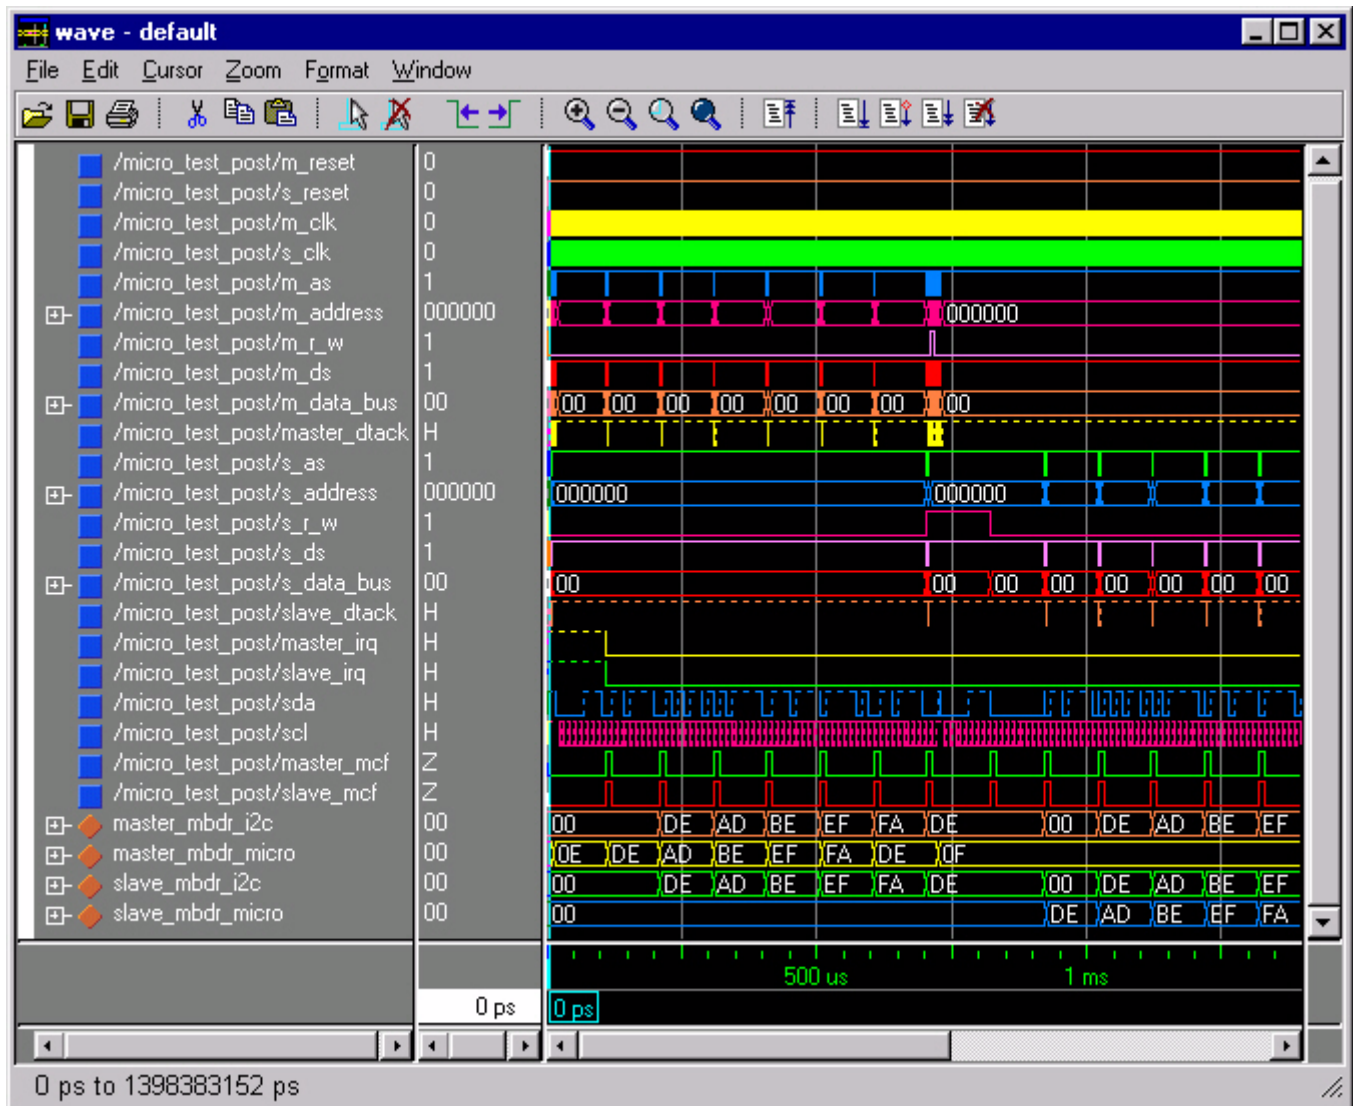 wave - default
File Edit Cursor Zoom Format Window
/micro_test_post/m_reset 0
/micro_test_post/s_reset 0
/micro_test_post/m_clk 0
/micro_test_post/s_clk 0
/micro_test_post/m_as 1
/micro_test_post/m_address 000000 000000
/micro_test_post/m_r_w 1
/micro_test_post/m_ds 1
/micro_test_post/m_data_bus 00 00 00 00 00 00 00 00 00
/micro_test_post/master_dtack H
/micro_test_post/s_as 1
/micro_test_post/s_address 000000 000000 000000
/micro_test_post/s_r_w 1
/micro_test_post/s_ds 1
/micro_test_post/s_data_bus 00 00 00 00 00 00 00 00 00
/micro_test_post/slave_dtack H
/micro_test_post/master_irq H
/micro_test_post/slave_irq H
/micro_test_post/sda H
/micro_test_post/scl H
/micro_test_post/master_mcf Z
/micro_test_post/slave_mcf Z
master_mbdr_i2c 00 00 DE AD BE EF FA DE 00 DE AD BE EF
master_mbdr_micro 00 0E DE AD BE EF FA DE 0F
slave_mbdr_i2c 00 00 DE AD BE EF FA DE 00 DE AD BE EF
slave_mbdr_micro 00 00 DE AD BE EF FA
500 us 1 ms
0 ps 0 ps
0 ps to 1398383152 ps